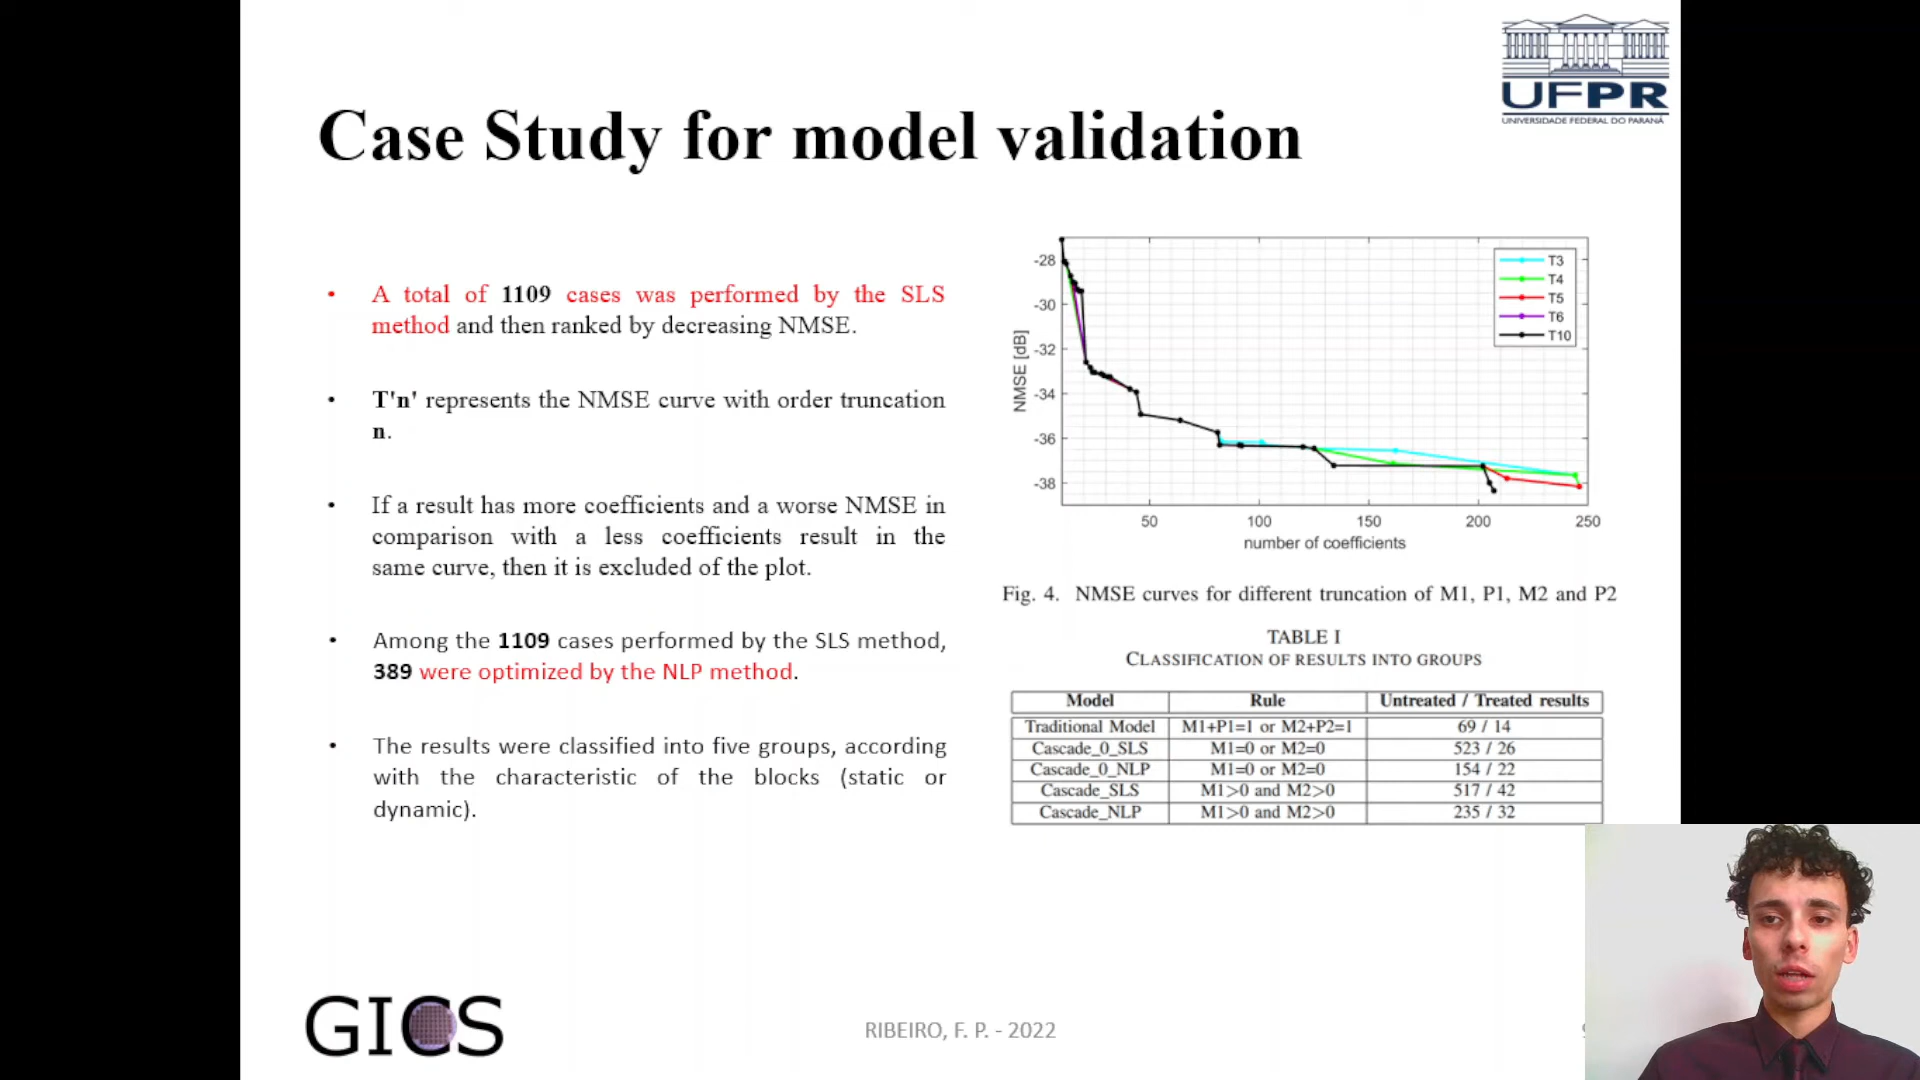 UFPR
UNIVERSIDADE FEDERAL DO PARANÁ
Case Study for model validation
• A total of 1109 cases was performed by the SLS
method and then ranked by decreasing NMSE.
• T'n' represents the NMSE curve with order truncation
n.
• If a result has more coefficients and a worse NMSE in
comparison with a less coefficients result in the
same curve, then it is excluded of the plot.
• Among the 1109 cases performed by the SLS method,
389 were optimized by the NLP method.
• The results were classified into five groups, according
with the characteristic of the blocks (static or
dynamic).
NMSE [dB]
-28
-30
-32
-34
-36
-38
T3
T4
T5
T6
T10
50 100 150 200 250
number of coefficients
Fig. 4. NMSE curves for different truncation of M1, P1, M2 and P2
TABLE I
CLASSIFICATION OF RESULTS INTO GROUPS
Model Rule Untreated / Treated results
Traditional Model M1+P1=1 or M2+P2=1 69 / 14
Cascade_0_SLS M1=0 or M2=0 523 / 26
Cascade_0_NLP M1=0 or M2=0 154 / 22
Cascade_SLS M1>0 and M2>0 517 / 42
Cascade_NLP M1>0 and M2>0 235 / 32
GICS
RIBEIRO, F. P. - 2022